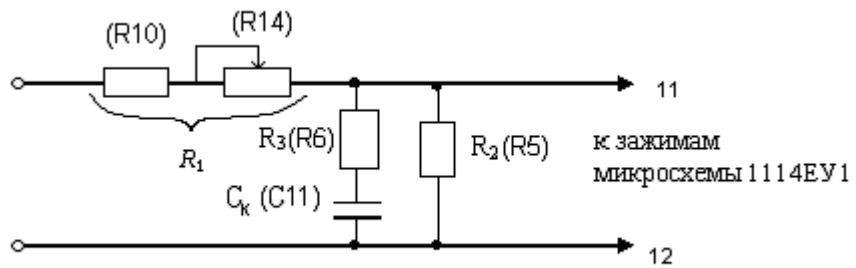 (R10)
(R14)
R₁
R₃(R6)
Cₖ (C11)
R₂(R5)
11
к зажимам
микросхемы 1114ЕУ1
12